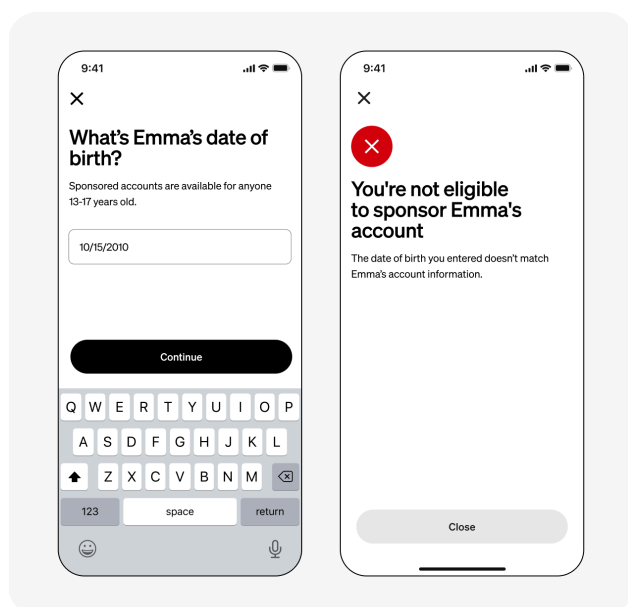 9:41
What's Emma's date of
birth?
Sponsored accounts are available for anyone
13-17 years old.
10/15/2010
Continue
Q W E R T Y U I O P
A S D F G H J K L
Z X C V B N M
123 space return
9:41
You're not eligible
to sponsor Emma's
account
The date of birth you entered doesn't match
Emma's account information.
Close